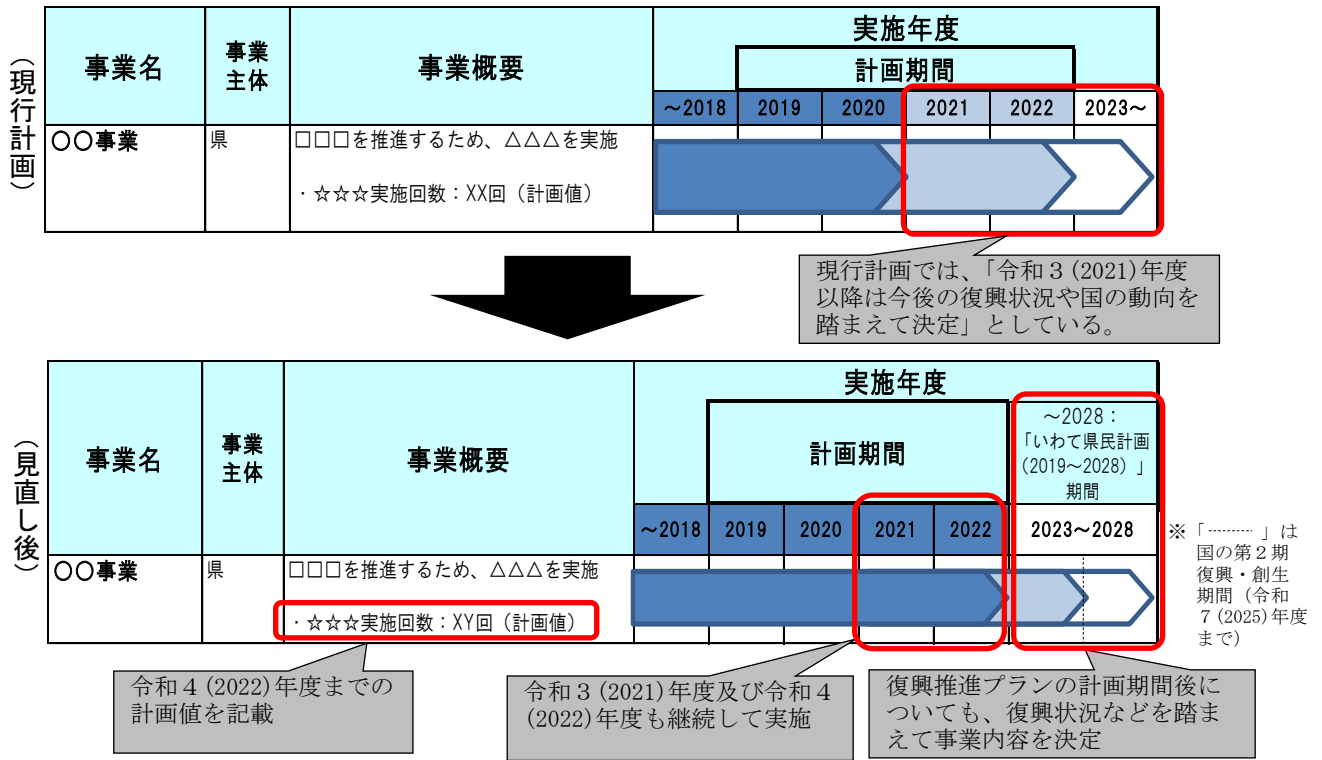 (現行計画)
事業名
事業
主体
事業概要
実施年度
計画期間
～2018
2019
2020
2021
2022
2023～
〇〇事業
県
□□□を推進するため、△△△を実施
・☆☆☆実施回数：XX回（計画値）
現行計画では、「令和３(2021)年度
以降は今後の復興状況や国の動向を
踏まえて決定」としている。
(見直し後)
事業名
事業
主体
事業概要
実施年度
計画期間
～2028：
「いわて県民計画
(2019～2028）」
期間
～2018
2019
2020
2021
2022
2023～2028
〇〇事業
県
□□□を推進するため、△△△を実施
・☆☆☆実施回数：XY回（計画値）
※「┄┄┄」は
国の第２期
復興・創生
期間（令和
７(2025)年度
まで）
令和４(2022)年度までの
計画値を記載
令和３(2021)年度及び令和４
(2022)年度も継続して実施
復興推進プランの計画期間後に
ついても、復興状況などを踏ま
えて事業内容を決定